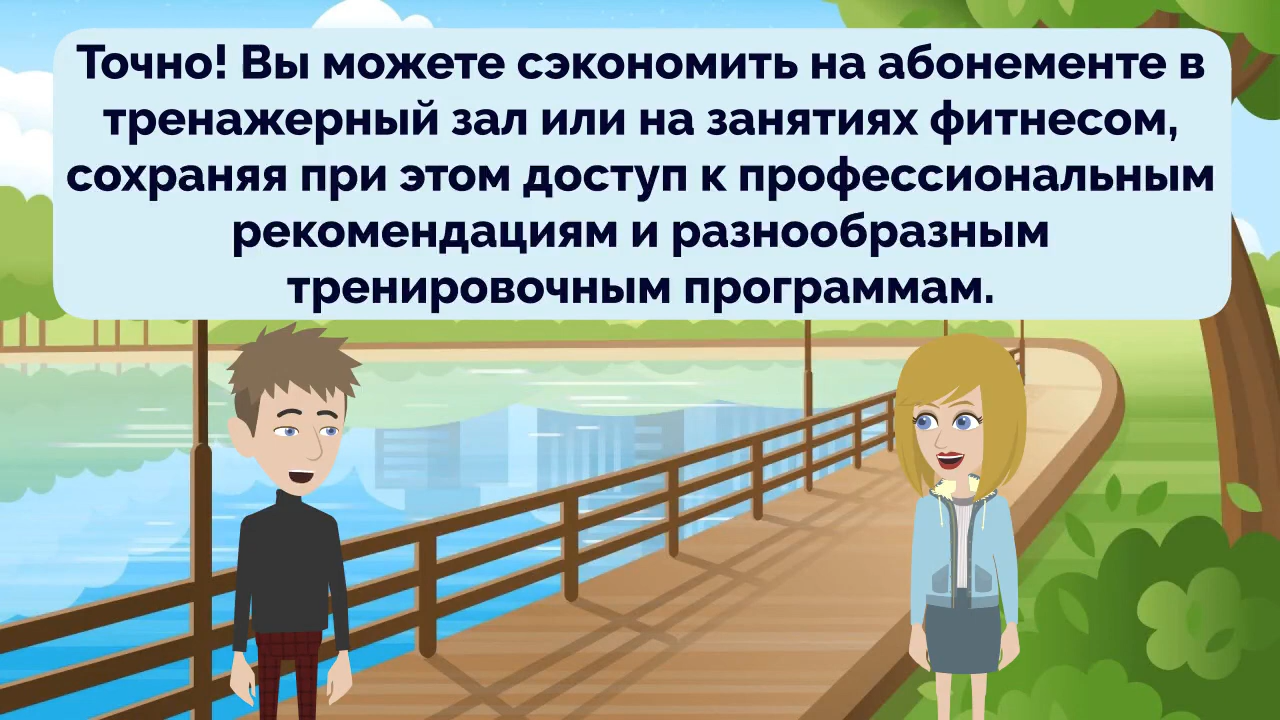 Точно! Вы можете сэкономить на абонементе в
тренажерный зал или на занятиях фитнесом,
сохраняя при этом доступ к профессиональным
рекомендациям и разнообразным
тренировочным программам.